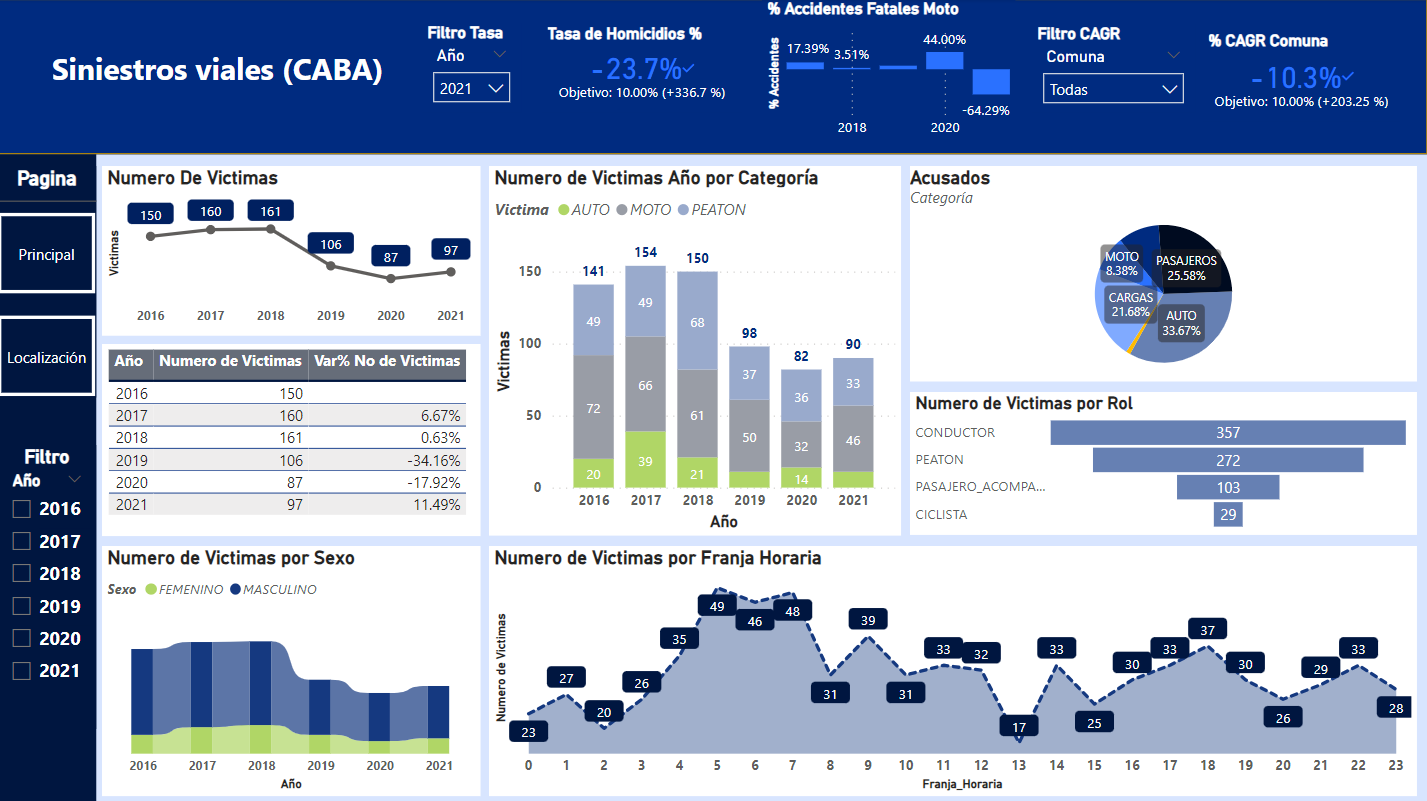 Siniestros viales (CABA)
Filtro Tasa
Año
2021
Tasa de Homicidios %
-23.7%
Objetivo: 10.00% (+336.7 %)
% Accidentes Fatales Moto
% Accidentes
17.39%
3.51%
44.00%
-64.29%
2018
2020
Filtro CAGR
Comuna
Todas
% CAGR Comuna
-10.3%
Objetivo: 10.00% (+203.25 %)
Pagina
Principal
Localización
Filtro
Año
2016
2017
2018
2019
2020
2021
Numero De Victimas
Víctimas
150
160
161
106
87
97
2016 2017 2018 2019 2020 2021
Año Numero de Victimas Var% No de Victimas
2016 150
2017 160 6.67%
2018 161 0.63%
2019 106 -34.16%
2020 87 -17.92%
2021 97 11.49%
Numero de Victimas Año por Categoría
Victima AUTO MOTO PEATON
Víctimas
150
100
50
0
141
154
150
98
82
90
49
49
68
37
36
33
72
66
61
50
32
46
20
39
21
14
2016 2017 2018 2019 2020 2021
Año
Acusados
Categoría
MOTO
8.38%
PASAJEROS
25.58%
CARGAS
21.68%
AUTO
33.67%
Numero de Victimas por Rol
CONDUCTOR 357
PEATON 272
PASAJERO_ACOMPA... 103
CICLISTA 29
Numero de Victimas por Sexo
Sexo FEMENINO MASCULINO
2016 2017 2018 2019 2020 2021
Año
Numero de Victimas por Franja Horaria
Numero de Víctimas
23
27
20
26
35
49
46
48
31
39
31
33
32
17
33
25
30
33
37
30
26
29
33
28
0 1 2 3 4 5 6 7 8 9 10 11 12 13 14 15 16 17 18 19 20 21 22 23
Franja_Horaria